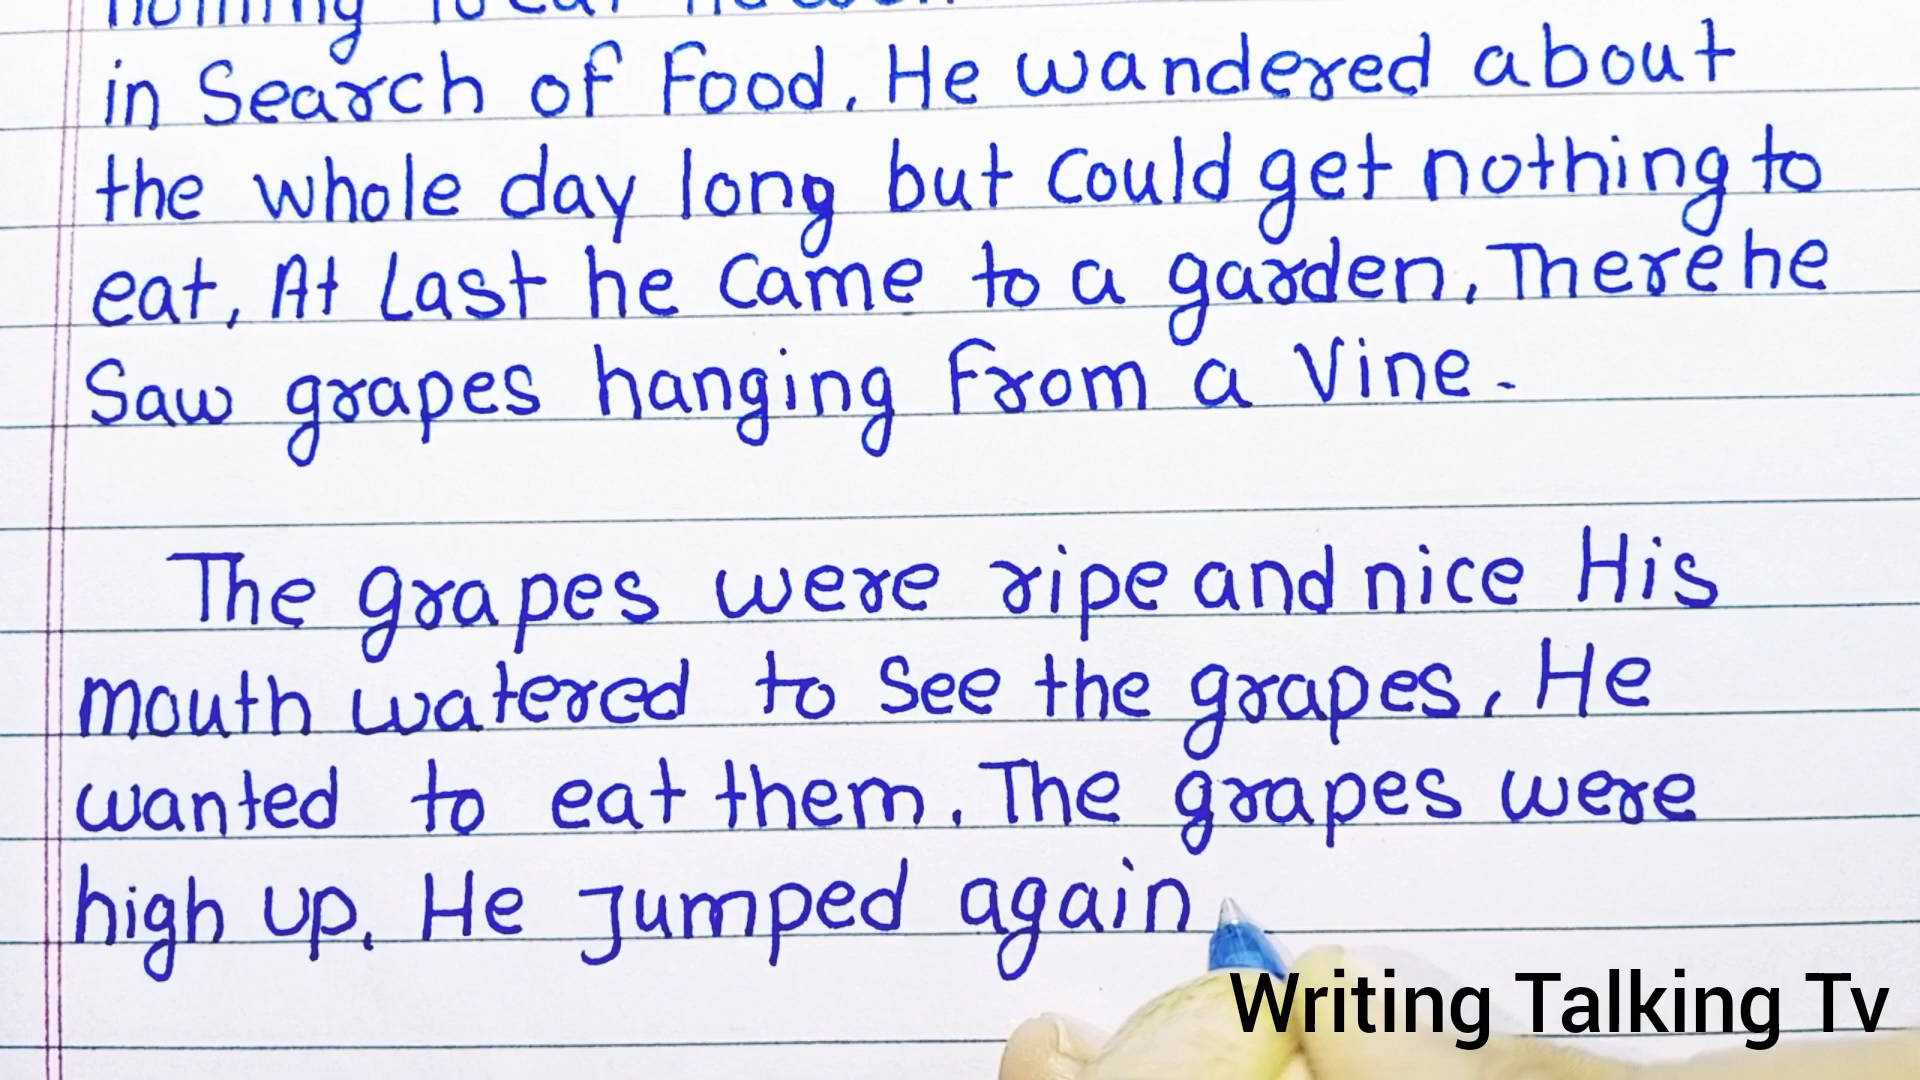 in Search of Food. He wandered about
the whole day long but Could get nothing to
eat, At Last he Came to a garden, There he
Saw grapes hanging From a Vine.
The grapes were ripe and nice His
mouth watered to See the grapes, He
wanted to eat them. The grapes were
high up. He Jumped again
Writing Talking Tv